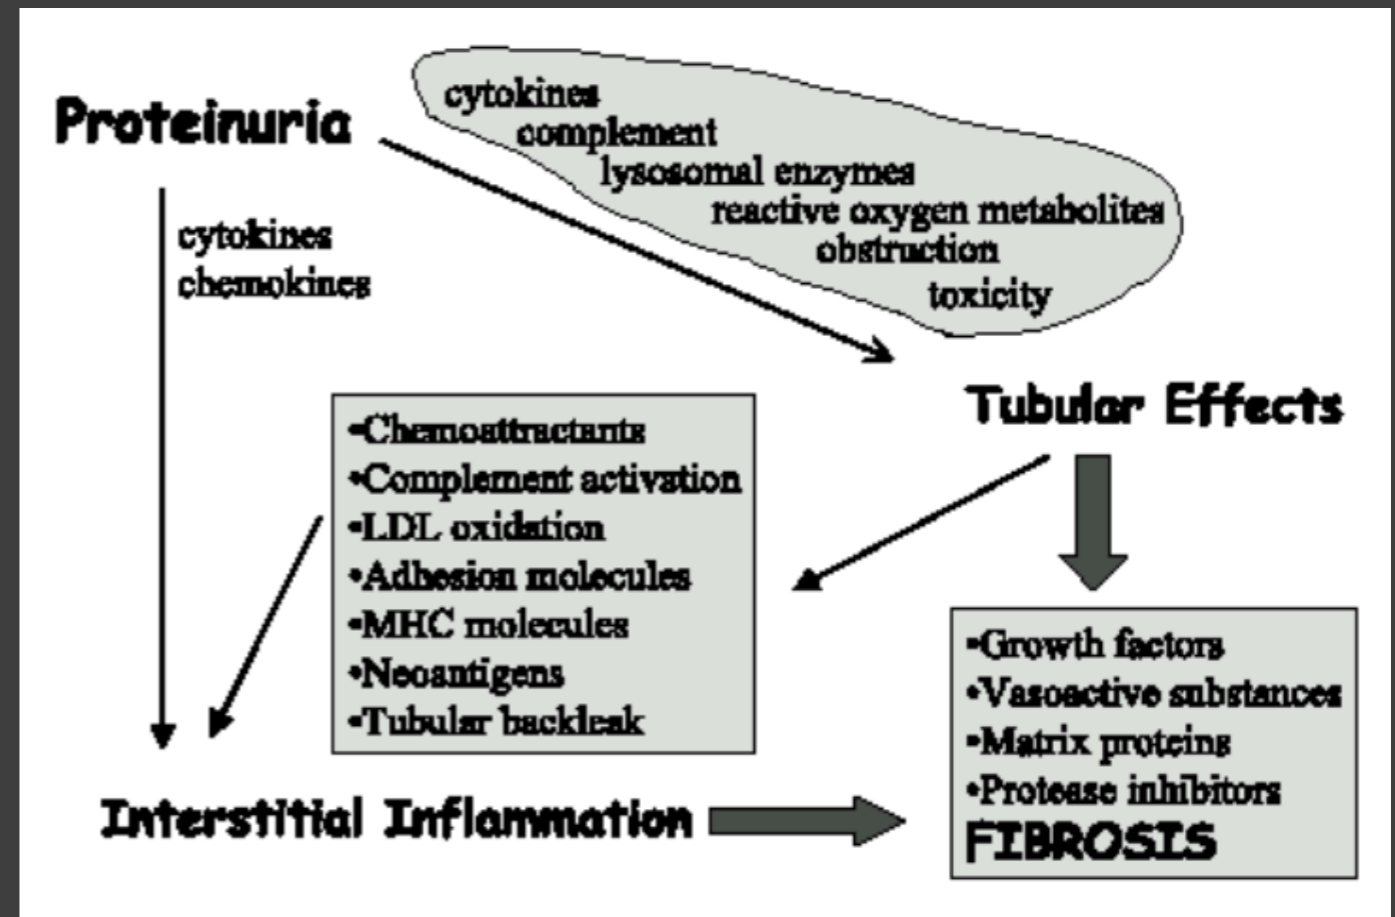 Proteinuria
cytokines
complement
lysosomal enzymes
reactive oxygen metabolites
obstruction
toxicity
cytokines
chemokines
Tubular Effects
•Chemoattractants
•Complement activation
•LDL oxidation
•Adhesion molecules
•MHC molecules
•Neoantigens
•Tubular backleak
•Growth factors
•Vasoactive substances
•Matrix proteins
•Protease inhibitors
FIBROSIS
Interstitial Inflammation